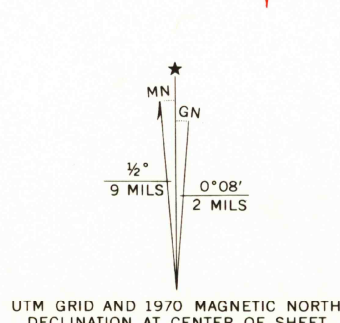 MN
GN
½°
9 MILS
0°08'
2 MILS
UTM GRID AND 1970 MAGNETIC NORTH
DECLINATION AT CENTER OF SHEET